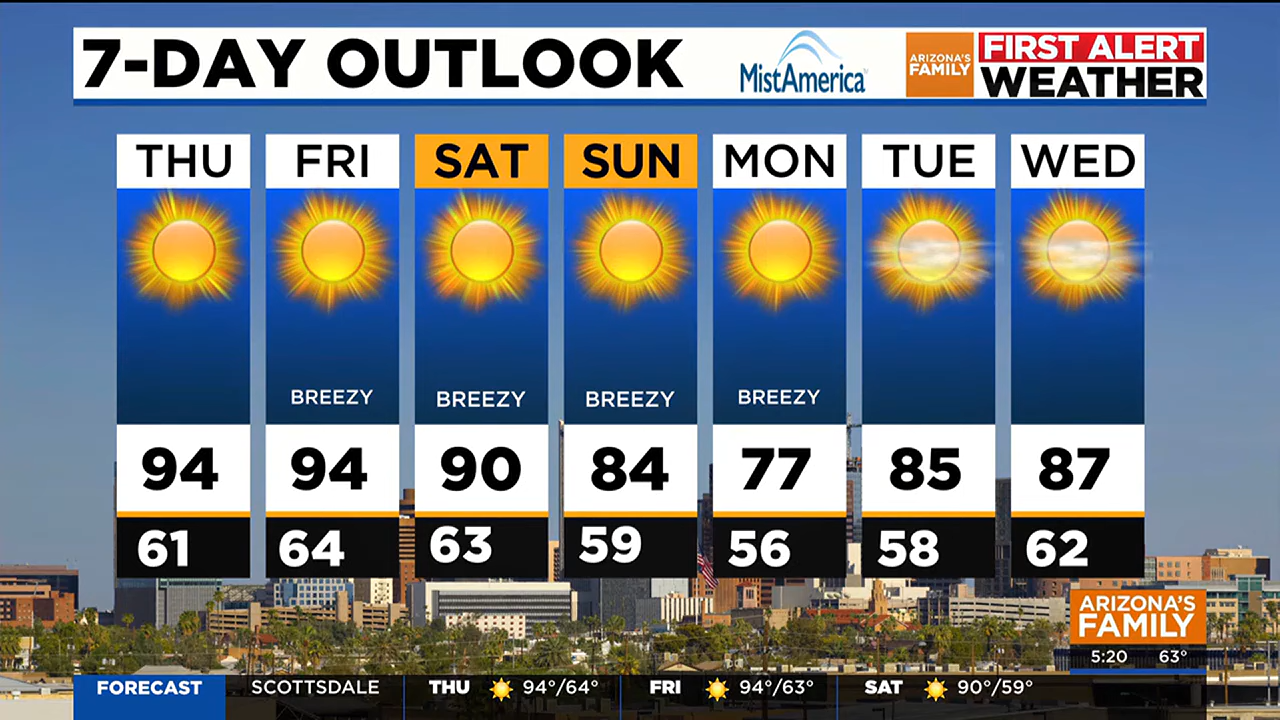 7-DAY OUTLOOK
MistAmerica
ARIZONA'S
FAMILY
FIRST ALERT
WEATHER
THU FRI SAT SUN MON TUE WED
BREEZY BREEZY BREEZY BREEZY
94 94 90 84 77 85 87
61 64 63 59 56 58 62
ARIZONA'S
FAMILY
5:20 63°
FORECAST SCOTTSDALE THU 94°/64° FRI 94°/63° SAT 90°/59°